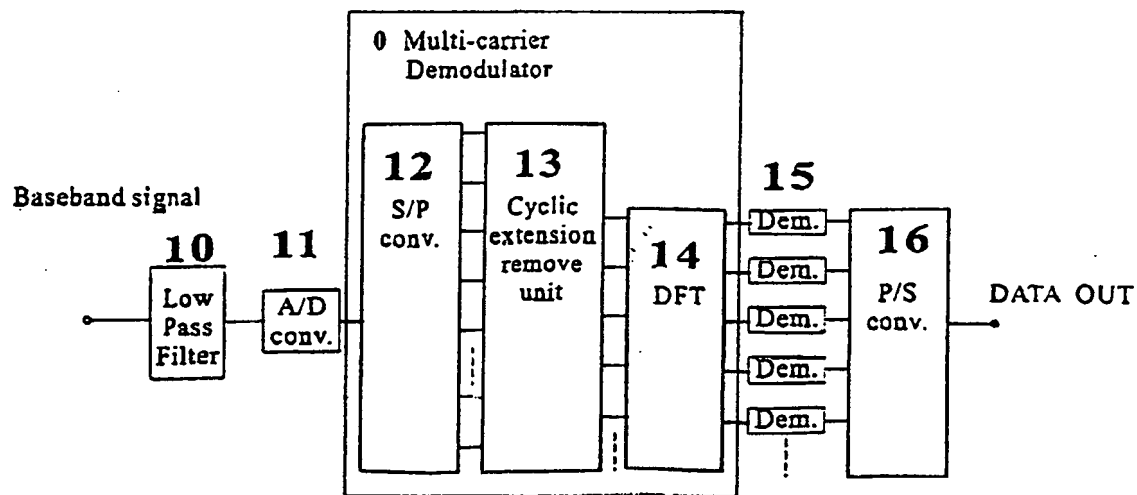 0 Multi-carrier
Demodulator
Baseband signal
10
Low
Pass
Filter
11
A/D
conv.
12
S/P
conv.
13
Cyclic
extension
remove
unit
14
DFT
15
Dem.
Dem.
Dem.
Dem.
Dem.
16
P/S
conv.
DATA OUT